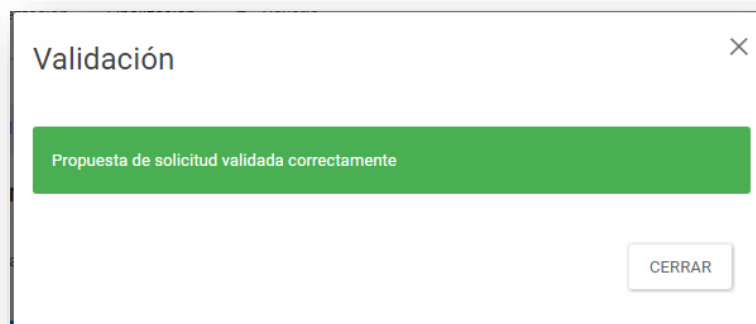 Validación
Propuesta de solicitud validada correctamente
CERRAR